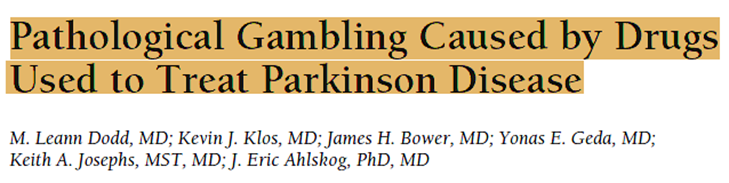 Pathological Gambling Caused by Drugs
Used to Treat Parkinson Disease
M. Leann Dodd, MD; Kevin J. Klos, MD; James H. Bower, MD; Yonas E. Geda, MD;
Keith A. Josephs, MST, MD; J. Eric Ahlskog, PhD, MD